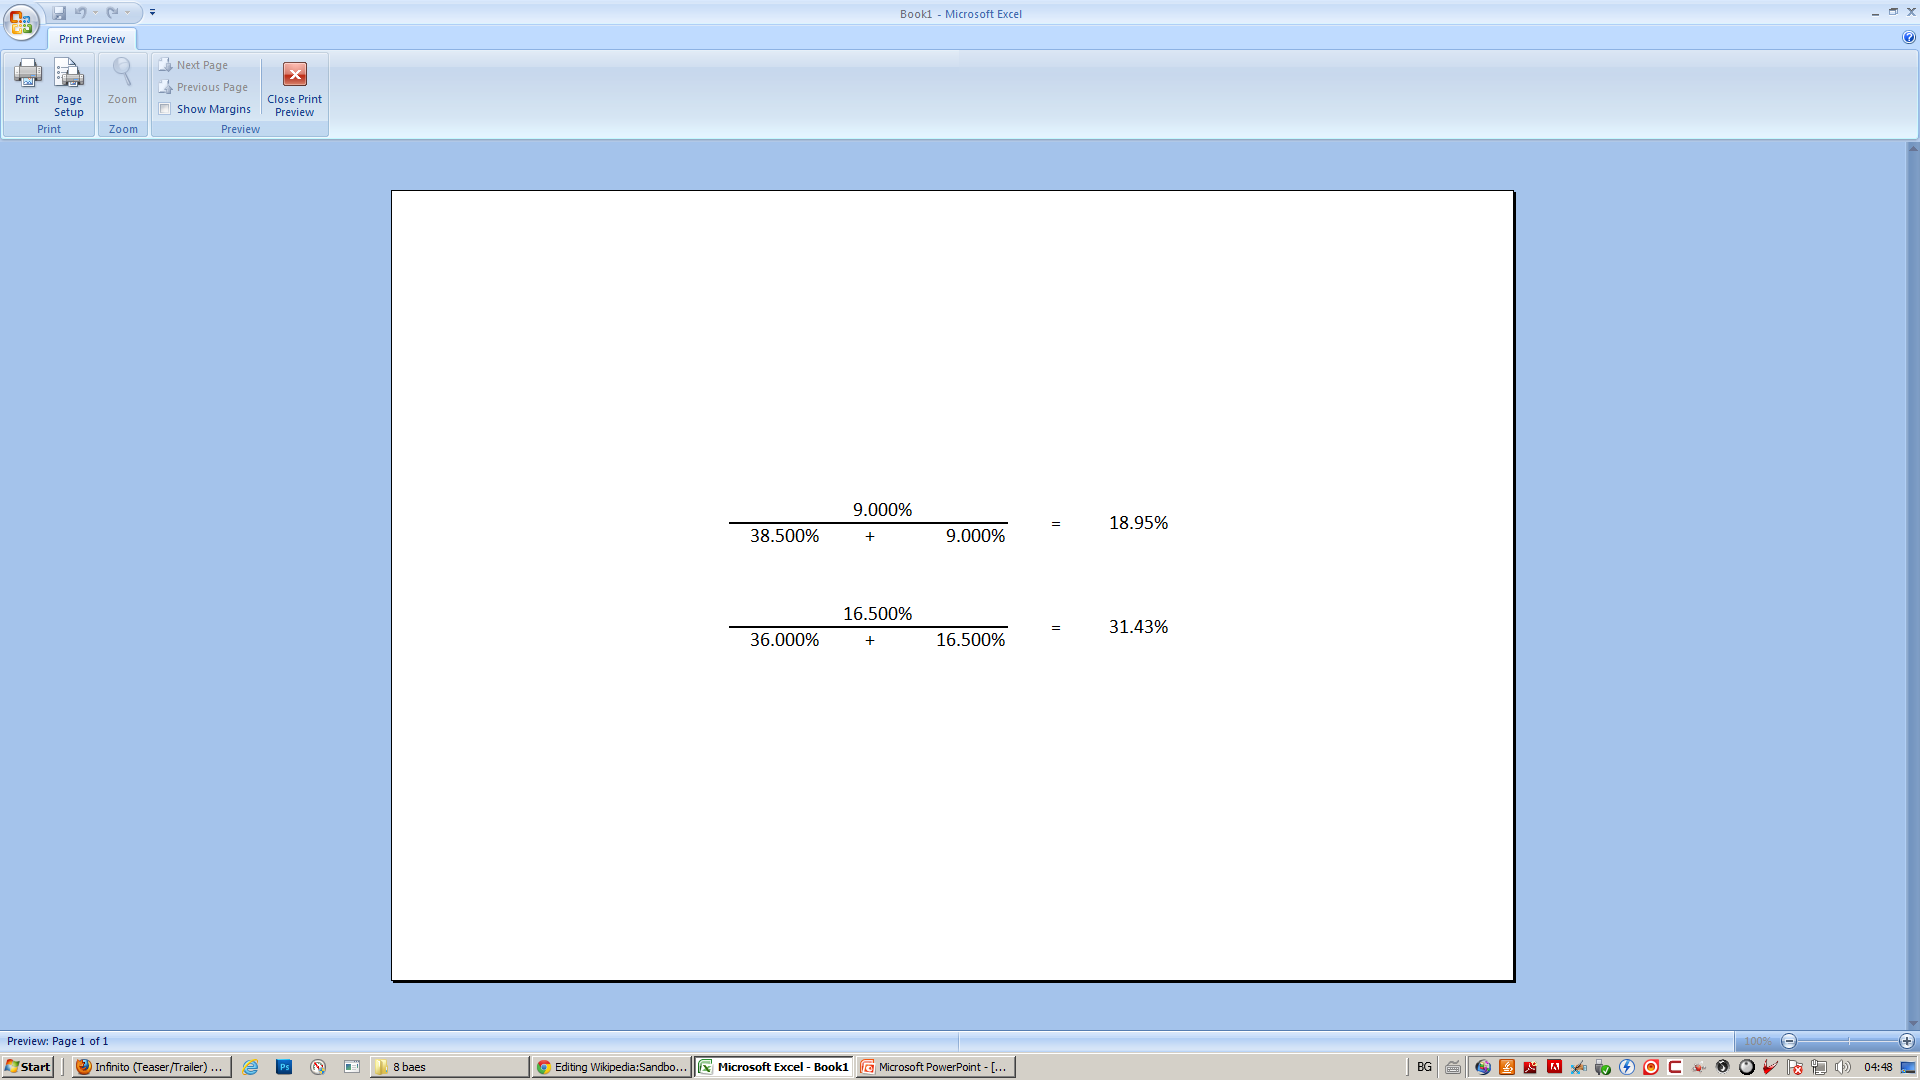 Book1 - Microsoft Excel
Print Preview
Print
Page Setup
Zoom
Next Page
Previous Page
Show Margins
Close Print Preview
Print
Zoom
Preview
9.000%
38.500% + 9.000%
= 18.95%
16.500%
36.000% + 16.500%
= 31.43%
Preview: Page 1 of 1
100%
Start
Infinito (Teaser/Trailer) ...
Ps
8 baes
Editing Wikipedia:Sandbo...
Microsoft Excel - Book1
Microsoft PowerPoint - [...
BG
04:48